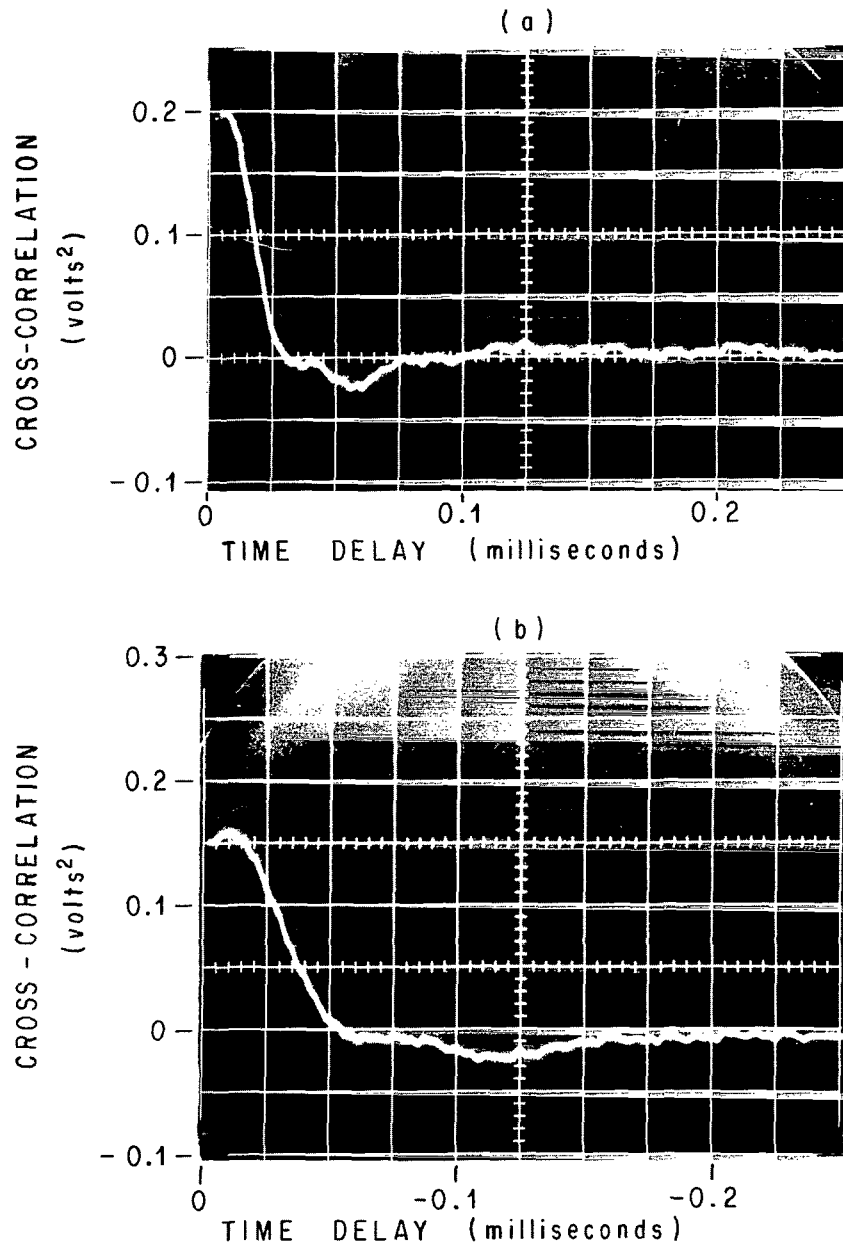 (a)
CROSS-CORRELATION
(volts²)
0.2
0.1
0
-0.1
0
0.1
0.2
TIME DELAY (milliseconds)
(b)
CROSS-CORRELATION
(volts²)
0.3
0.2
0.1
0
-0.1
0
-0.1
-0.2
TIME DELAY (milliseconds)